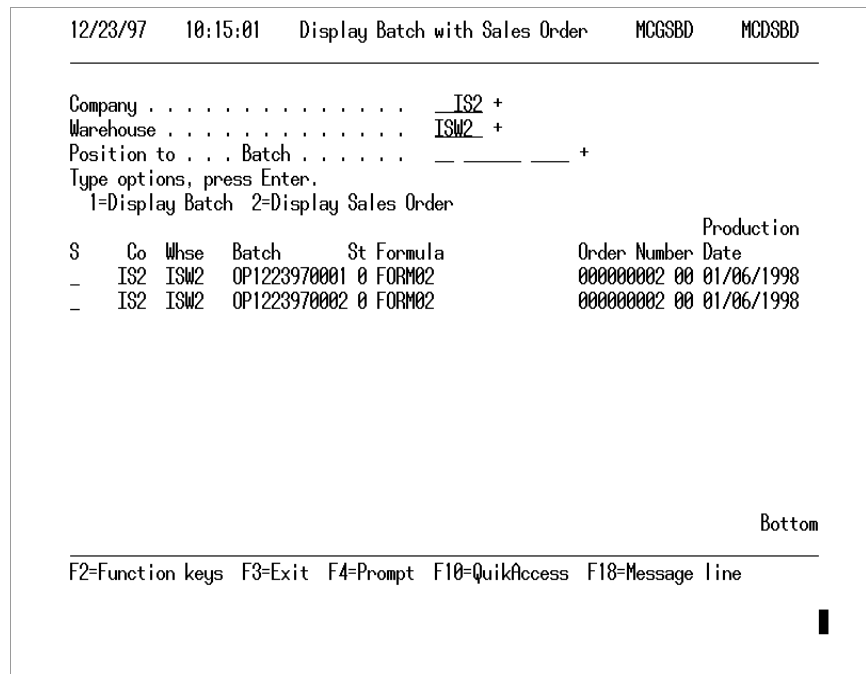 12/23/97 10:15:01 Display Batch with Sales Order MCGSBD MCDSBD
Company . . . . . . . . . . . . . . IS2 +
Warehouse . . . . . . . . . . . . . ISW2 +
Position to . . . Batch . . . . . . __ ______ ____ +
Type options, press Enter.
1=Display Batch 2=Display Sales Order
Production
S Co Whse Batch St Formula Order Number Date
_ IS2 ISW2 OP1223970001 0 FORM02 000000002 00 01/06/1998
_ IS2 ISW2 OP1223970002 0 FORM02 000000002 00 01/06/1998
Bottom
F2=Function keys F3=Exit F4=Prompt F10=QuikAccess F18=Message line